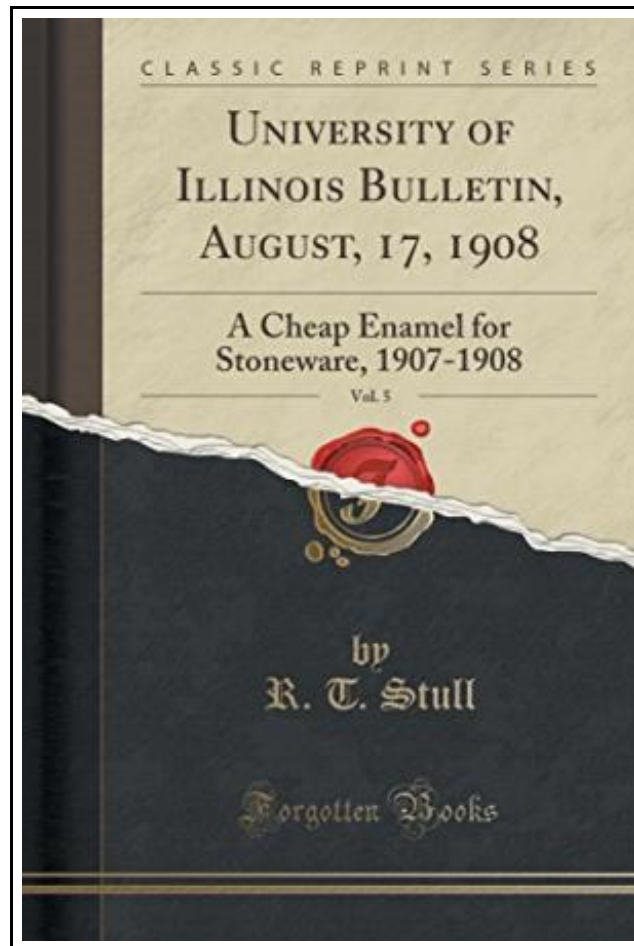 CLASSIC REPRINT SERIES
UNIVERSITY OF
ILLINOIS BULLETIN,
AUGUST, 17, 1908
A Cheap Enamel for
Stoneware, 1907-1908
Vol. 5
by
R. T. Stull
Forgotten Books